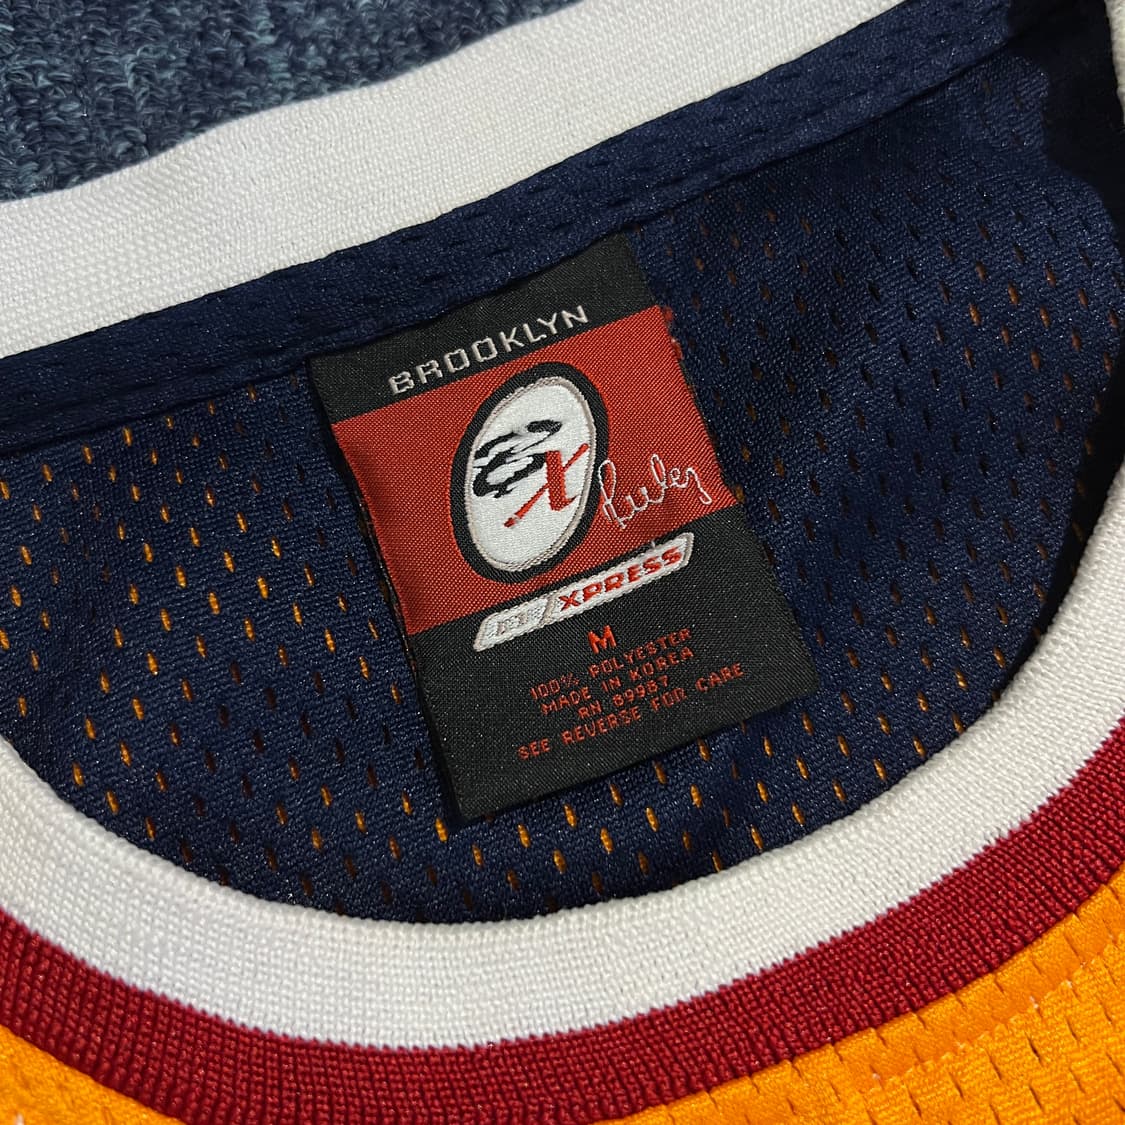 BROOKLYN
X
XPRESS
M
100% POLYESTER
MADE IN KOREA
RN 89987
SEE REVERSE FOR CARE